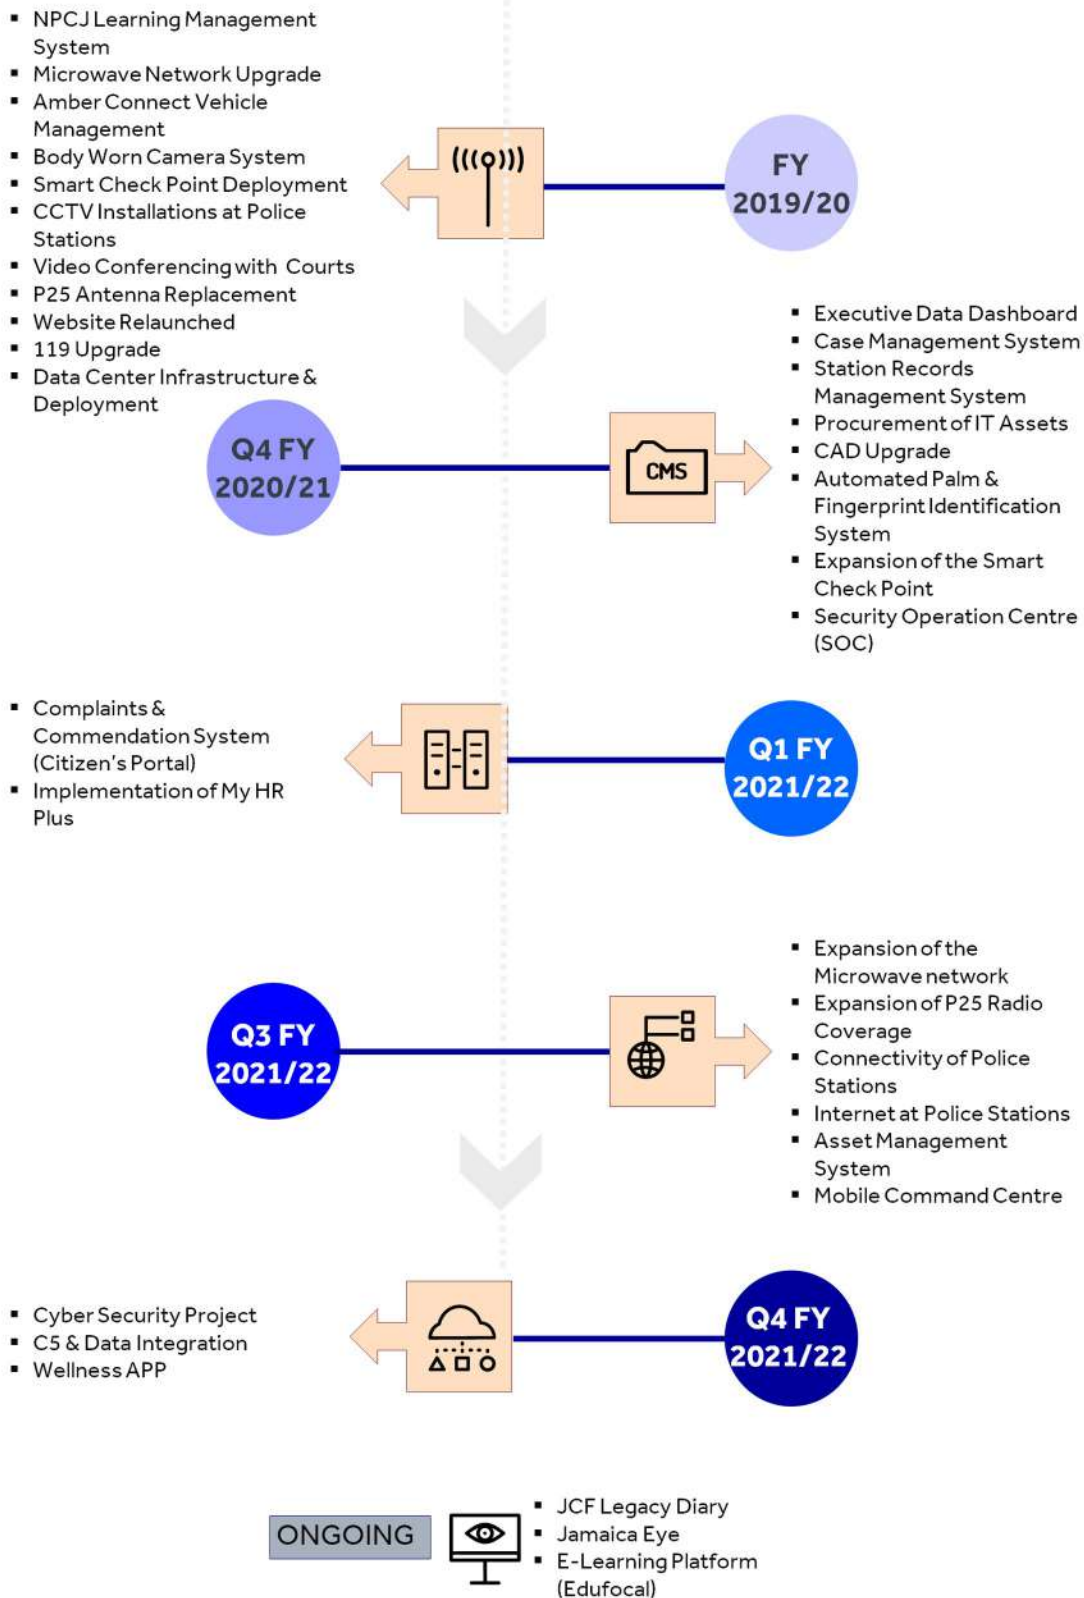 ▪ NPCJ Learning Management
System
▪ Microwave Network Upgrade
▪ Amber Connect Vehicle
Management
▪ Body Worn Camera System
▪ Smart Check Point Deployment
▪ CCTV Installations at Police
Stations
▪ Video Conferencing with Courts
▪ P25 Antenna Replacement
▪ Website Relaunched
▪ 119 Upgrade
▪ Data Center Infrastructure &
Deployment
FY
2019/20
Q4 FY
2020/21
CMS
▪ Executive Data Dashboard
▪ Case Management System
▪ Station Records
Management System
▪ Procurement of IT Assets
▪ CAD Upgrade
▪ Automated Palm &
Fingerprint Identification
System
▪ Expansion of the Smart
Check Point
▪ Security Operation Centre
(SOC)
▪ Complaints &
Commendation System
(Citizen's Portal)
▪ Implementation of My HR
Plus
Q1 FY
2021/22
Q3 FY
2021/22
▪ Expansion of the
Microwave network
▪ Expansion of P25 Radio
Coverage
▪ Connectivity of Police
Stations
▪ Internet at Police Stations
▪ Asset Management
System
▪ Mobile Command Centre
▪ Cyber Security Project
▪ C5 & Data Integration
▪ Wellness APP
Q4 FY
2021/22
ONGOING
▪ JCF Legacy Diary
▪ Jamaica Eye
▪ E-Learning Platform
(Edufocal)